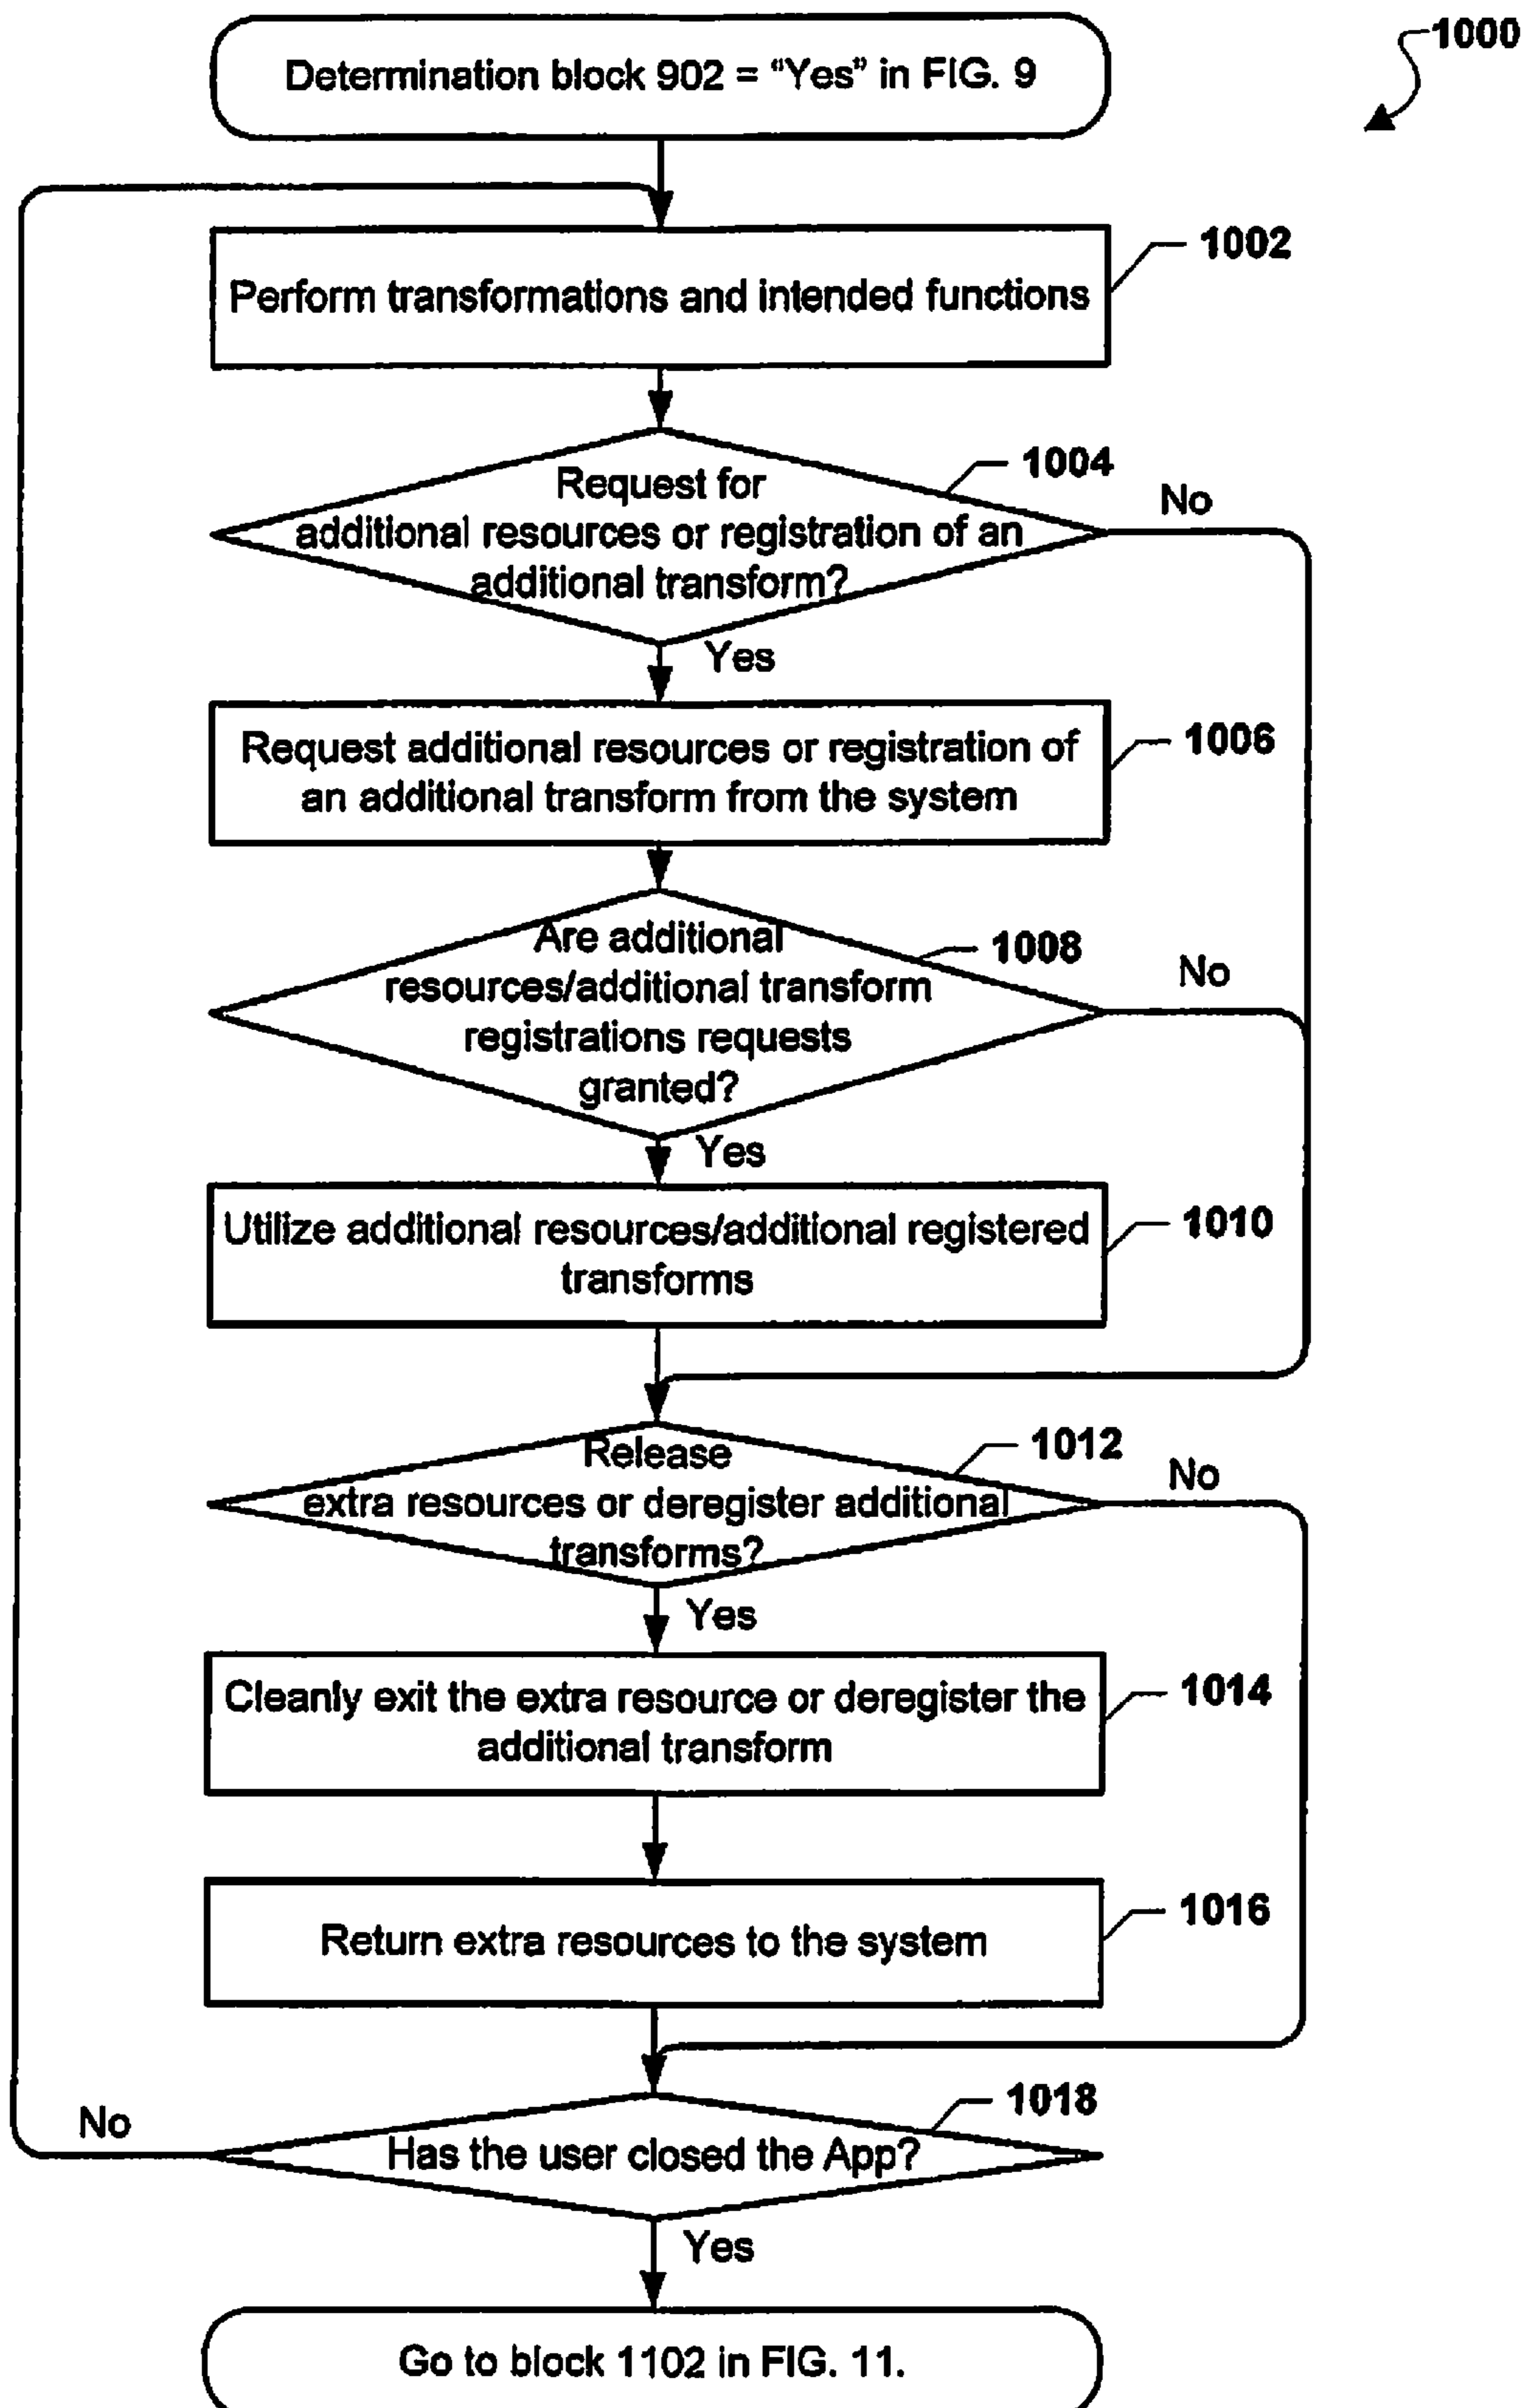 1000
Determination block 902 = “Yes” in FIG. 9
1002
Perform transformations and intended functions
1004
Request for
additional resources or registration of an
additional transform?
No
Yes
1006
Request additional resources or registration of
an additional transform from the system
1008
Are additional
resources/additional transform
registrations requests
granted?
No
Yes
1010
Utilize additional resources/additional registered
transforms
1012
Release
extra resources or deregister additional
transforms?
No
Yes
1014
Cleanly exit the extra resource or deregister the
additional transform
1016
Return extra resources to the system
1018
No
Has the user closed the App?
Yes
Go to block 1102 in FIG. 11.